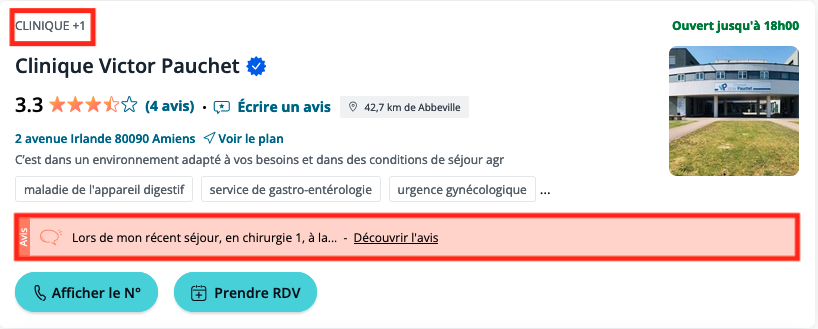 CLINIQUE +1
Ouvert jusqu'à 18h00
Clinique Victor Pauchet
3.3 (4 avis) • Écrire un avis 42,7 km de Abbeville
Pauchet
2 avenue Irlande 80090 Amiens Voir le plan
C'est dans un environnement adapté à vos besoins et dans des conditions de séjour agr
maladie de l'appareil digestif service de gastro-entérologie urgence gynécologique ...
Avis
Lors de mon récent séjour, en chirurgie 1, à la... - Découvrir l'avis
Afficher le N° Prendre RDV